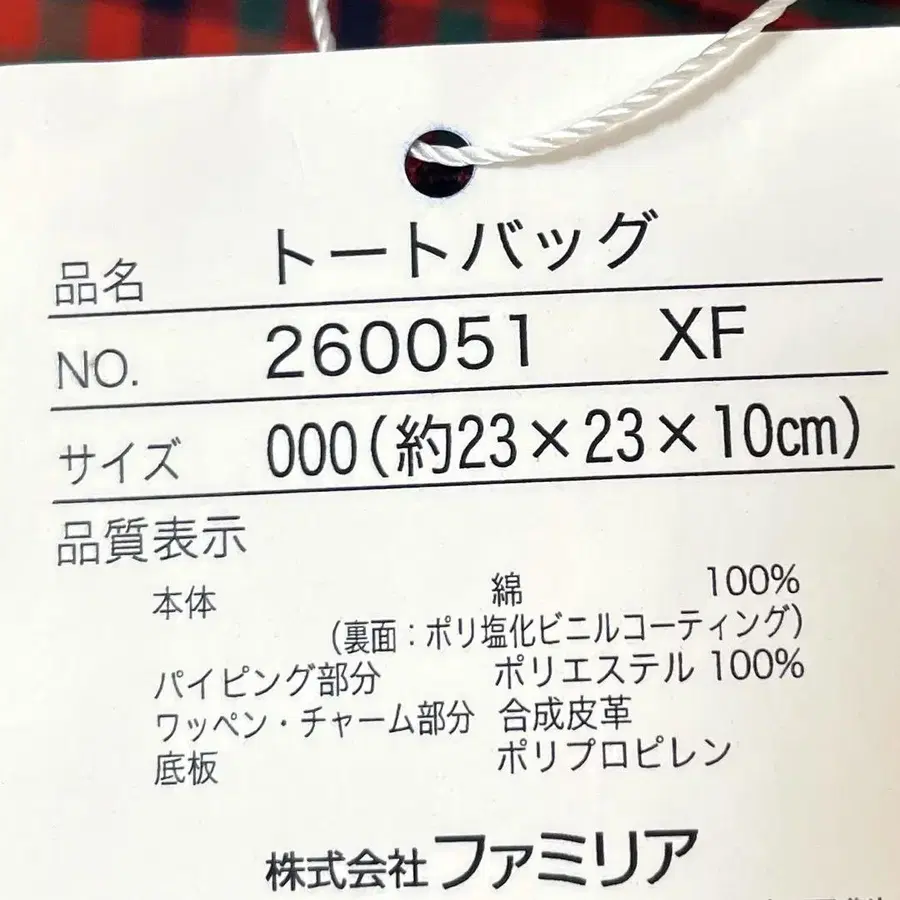 品名 トートバッグ
NO. 260051 XF
サイズ 000(約23×23×10cm)
品質表示
本体 綿 100%
(裏面:ポリ塩化ビニルコーティング)
パイピング部分 ポリエステル 100%
ワッペン・チャーム部分 合成皮革
底板 ポリプロピレン
株式会社ファミリア